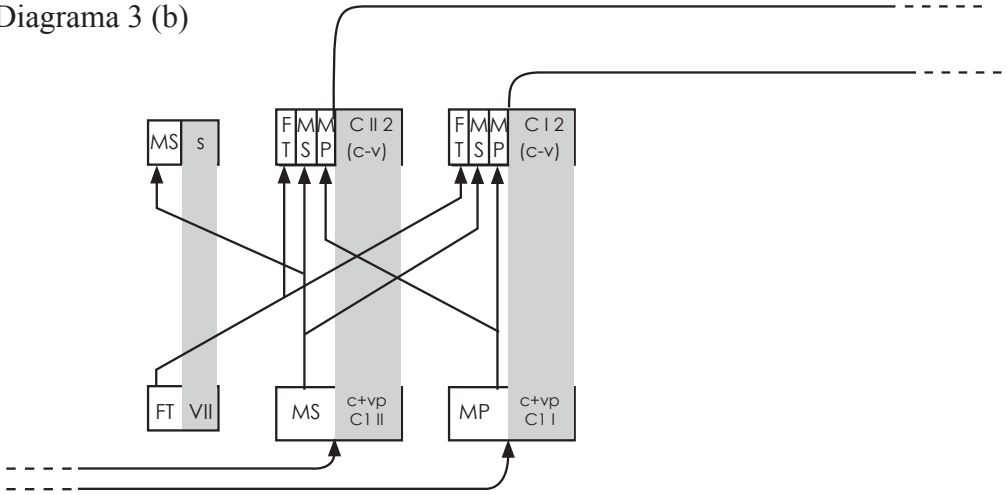 Diagrama 3 (b)
MS s
F M M C II 2
T S P (c-v)
F M M C I 2
T S P (c-v)
FT VII
MS c+vp
C1 II
MP c+vp
C1 I